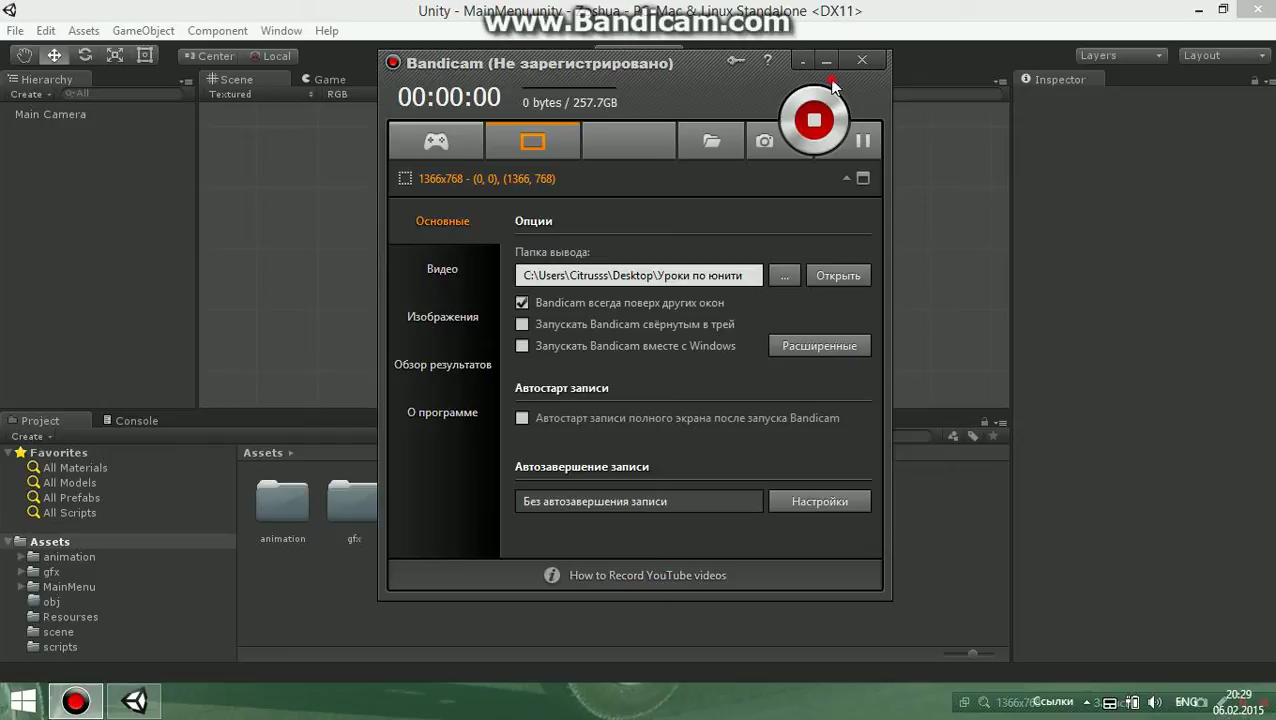 Unity - MainMenu.unity - Zoshua - PC, Mac & Linux Standalone <DX11>
www.Bandicam.com
File Edit Assets GameObject Component Window Help
Center Local
Layers Layout
Hierarchy
Create All
Main Camera
Scene Game
Textured RGB
Inspector
Bandicam (Не зарегистрировано)
00:00:00
0 bytes / 257.7GB
1366x768 - (0, 0), (1366, 768)
Основные
Видео
Изображения
Обзор результатов
О программе
Опции
Папка вывода:
C:\Users\Citrusss\Desktop\Уроки по юнити
... Открыть
Bandicam всегда поверх других окон
Запускать Bandicam свёрнутым в трей
Запускать Bandicam вместе с Windows
Расширенные
Автостарт записи
Автостарт записи полного экрана после запуска Bandicam
Автозавершение записи
Без автозавершения записи
Настройки
How to Record YouTube videos
Project Console
Create
Favorites
All Materials
All Models
All Prefabs
All Scripts
Assets
animation
gfx
MainMenu
obj
Resourses
scene
scripts
Assets
animation
gfx
Ссылки
ENG
20:29
06.02.2015